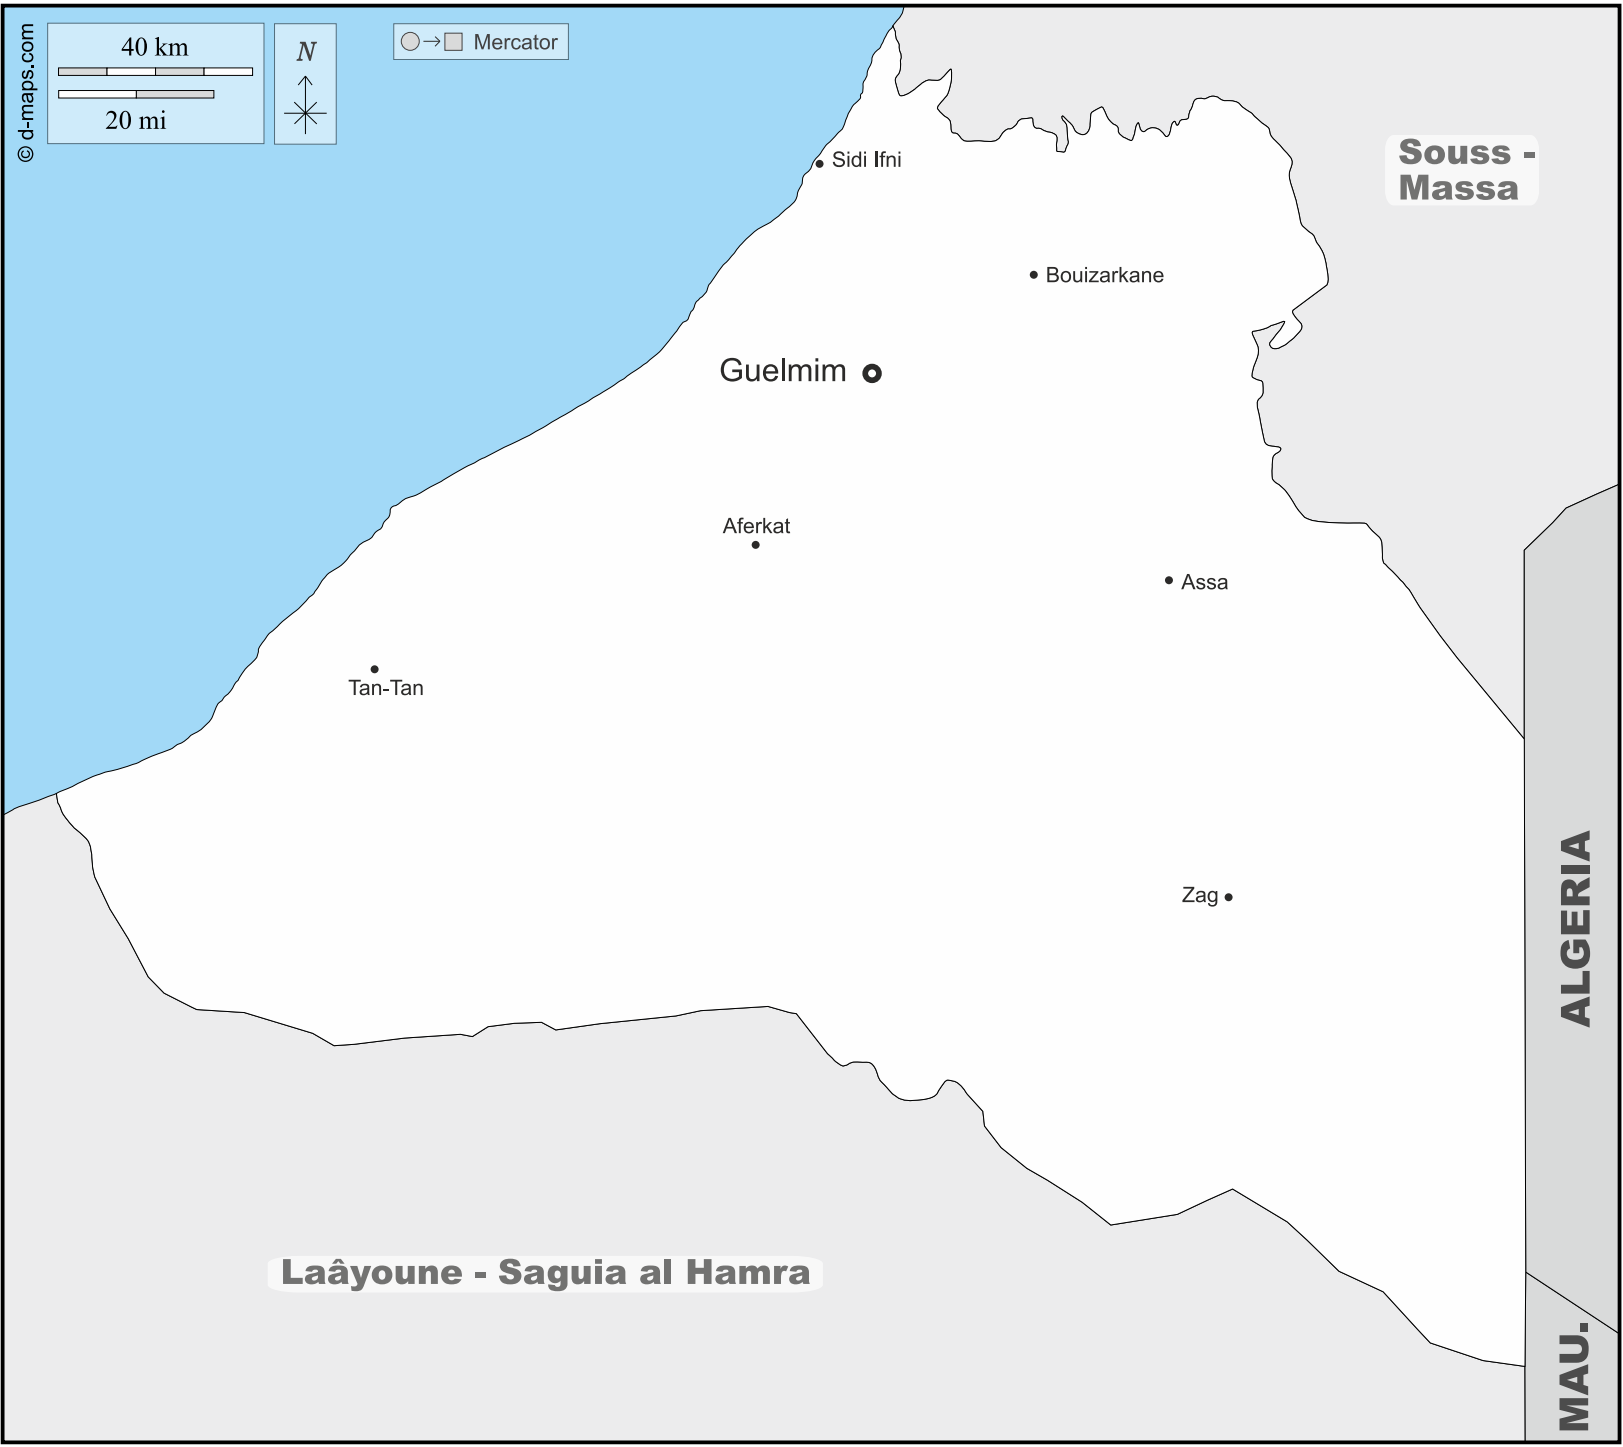 © d-maps.com
40 km
20 mi
N
Mercator
Souss -
Massa
Sidi Ifni
Bouizarkane
Guelmim
Aferkat
Assa
Tan-Tan
Zag
ALGERIA
Laâyoune - Saguia al Hamra
MAU.